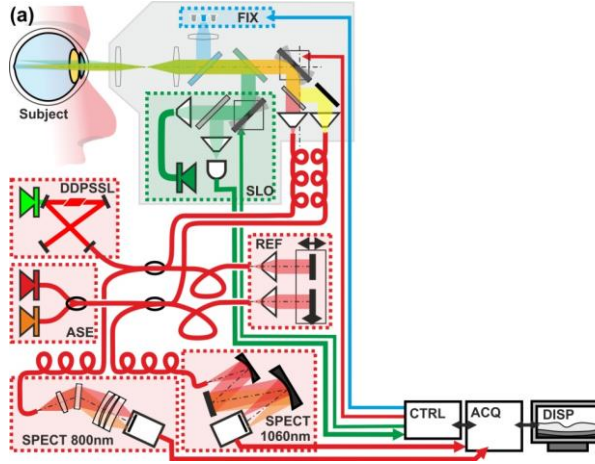 (a)
FIX
Subject
SLO
DDPSSL
REF
ASE
CTRL
ACQ
DISP
SPECT 800nm
SPECT
1060nm